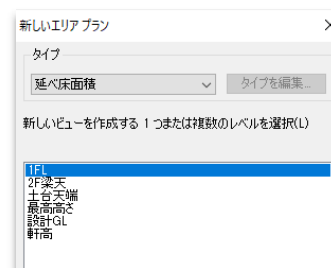 新しいエリア プラン
タイプ
延べ床面積
タイプを編集...
新しいビューを作成する 1 つまたは複数のレベルを選択(L)
1FL
2F梁天
土台天端
最高高さ
設計GL
軒高